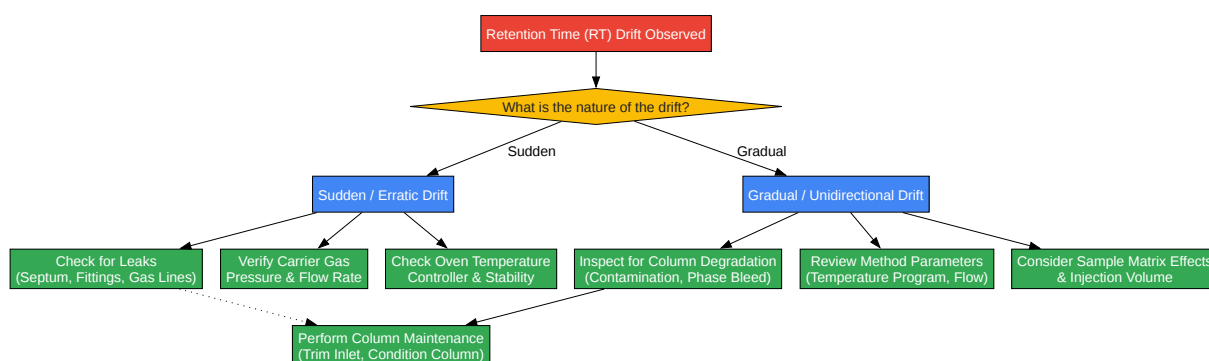 Retention Time (RT) Drift Observed
What is the nature of the drift?
Sudden
Gradual
Sudden / Erratic Drift
Gradual / Unidirectional Drift
Check for Leaks
(Septum, Fittings, Gas Lines)
Verify Carrier Gas
Pressure & Flow Rate
Check Oven Temperature
Controller & Stability
Inspect for Column Degradation
(Contamination, Phase Bleed)
Review Method Parameters
(Temperature Program, Flow)
Consider Sample Matrix Effects
& Injection Volume
Perform Column Maintenance
(Trim Inlet, Condition Column)